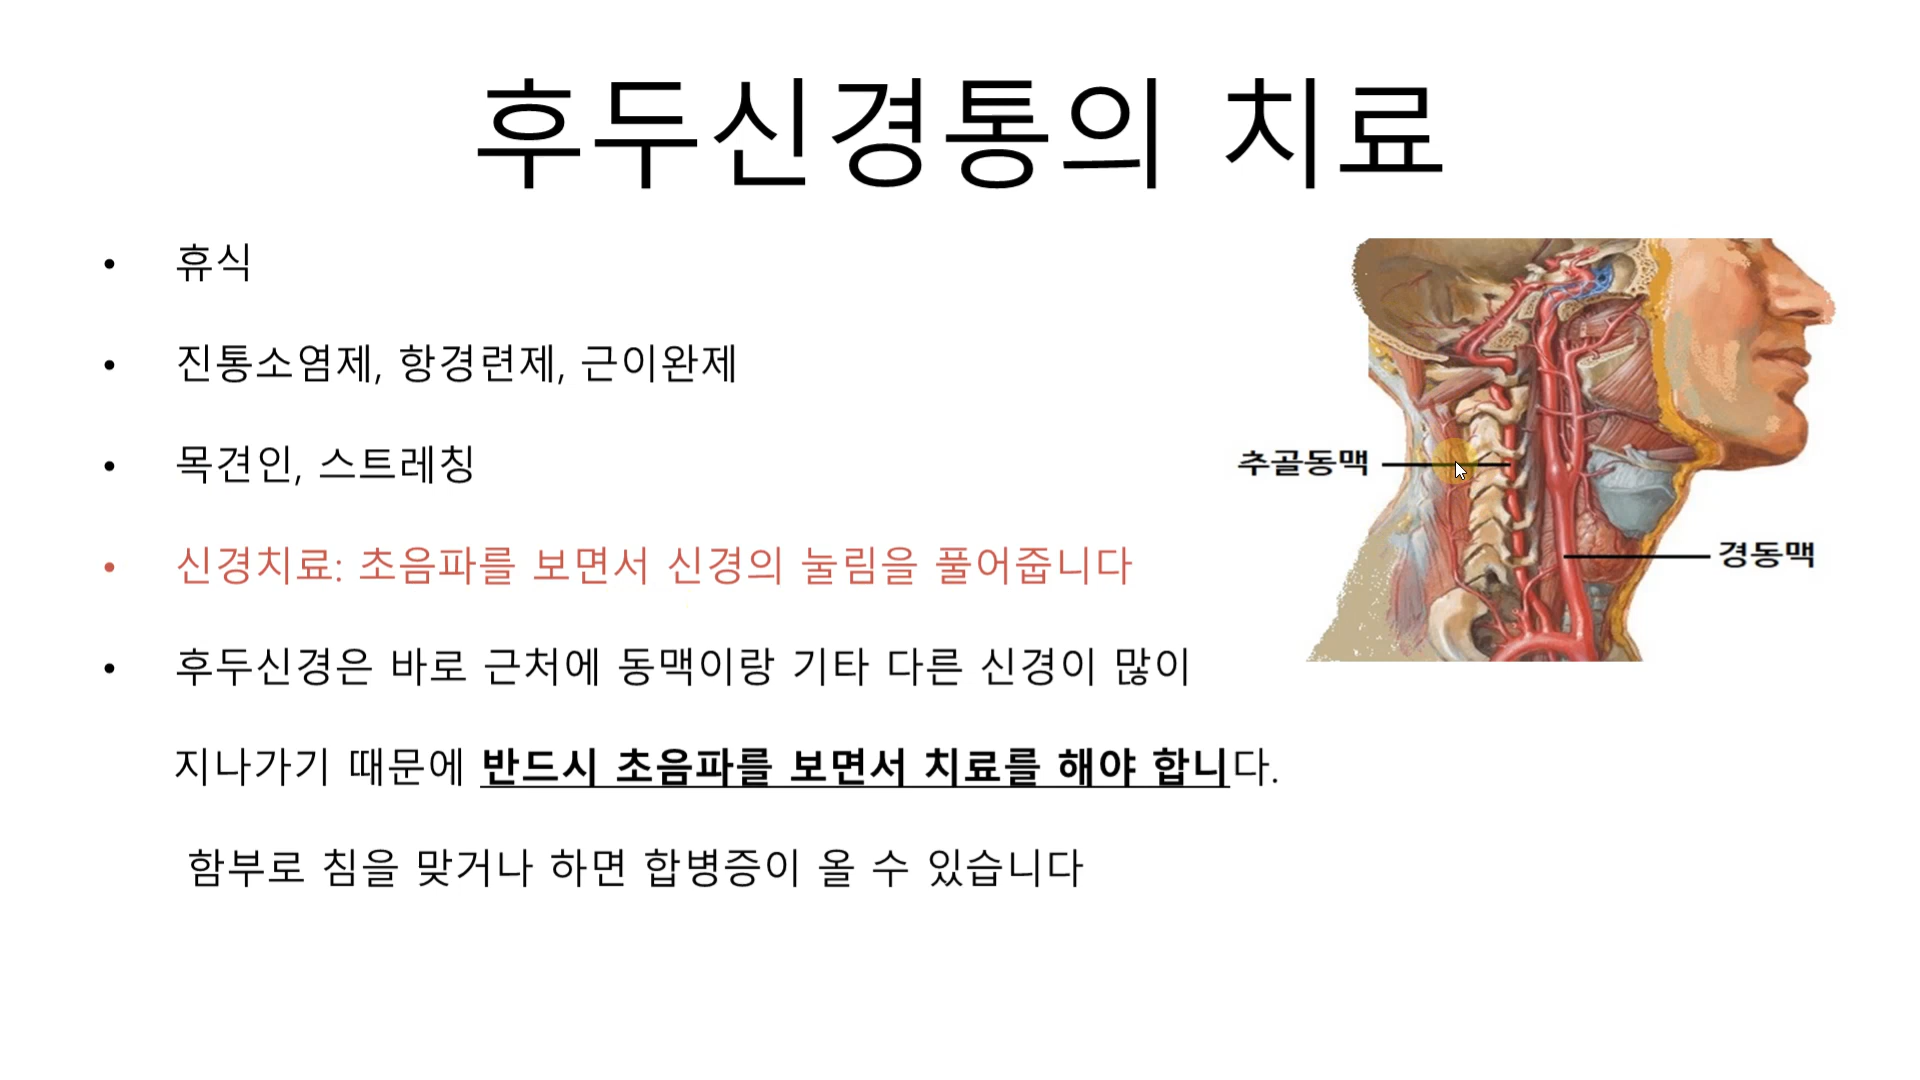 후두신경통의 치료
• 휴식
• 진통소염제, 항경련제, 근이완제
• 목견인, 스트레칭
• 신경치료: 초음파를 보면서 신경의 눌림을 풀어줍니다
• 후두신경은 바로 근처에 동맥이랑 기타 다른 신경이 많이
지나가기 때문에 반드시 초음파를 보면서 치료를 해야 합니다.
함부로 침을 맞거나 하면 합병증이 올 수 있습니다
추골동맥
경동맥